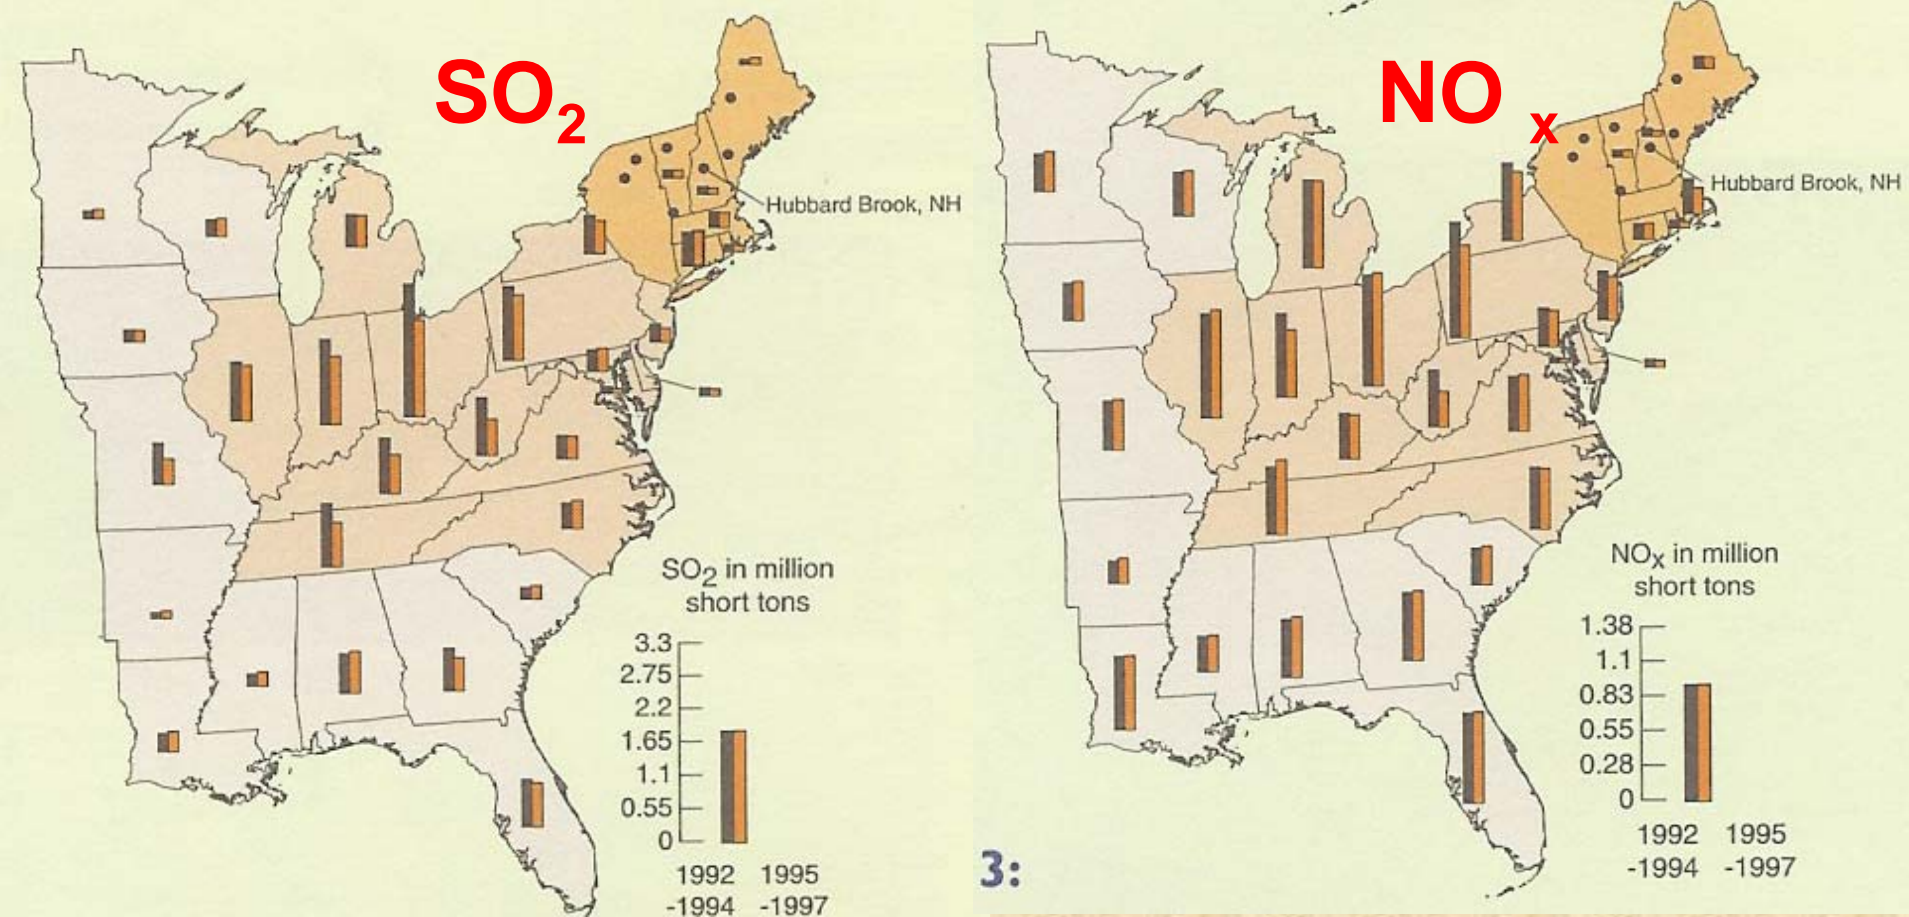 SO2
Hubbard Brook, NH
SO2 in million
short tons
3.3
2.75
2.2
1.65
1.1
0.55
0
1992 1995
-1994 -1997
NO x
Hubbard Brook, NH
NOx in million
short tons
1.38
1.1
0.83
0.55
0.28
0
1992 1995
-1994 -1997
3: